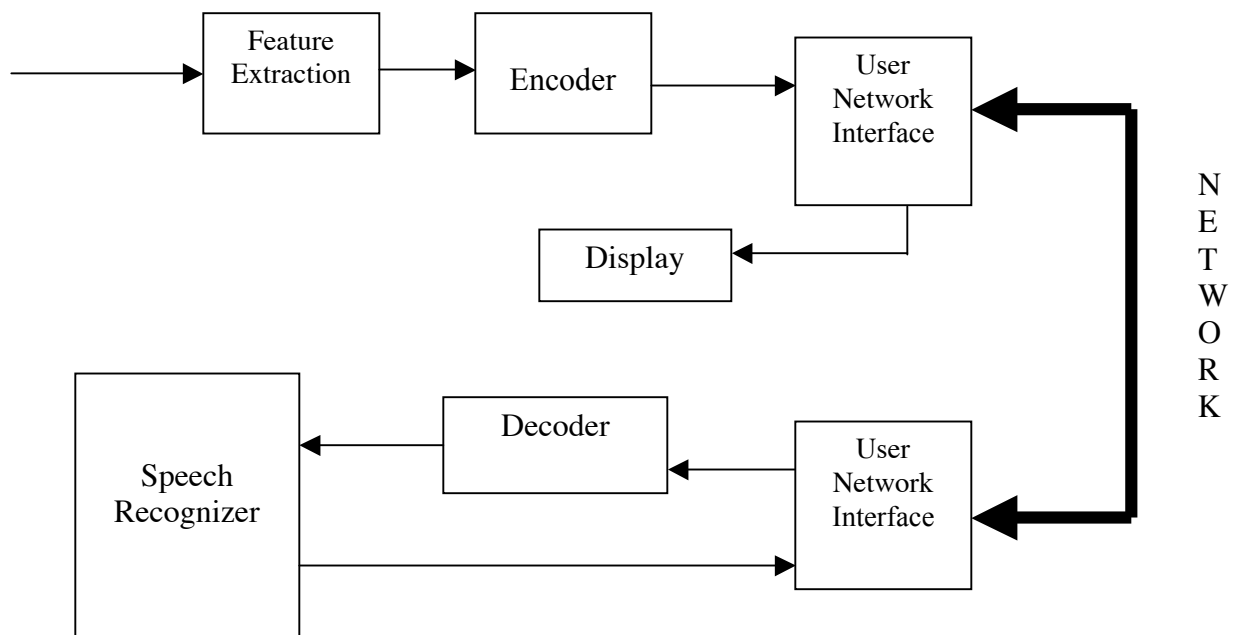 Feature
Extraction
Encoder
User
Network
Interface
Display
N
E
T
W
O
R
K
Speech
Recognizer
Decoder
User
Network
Interface